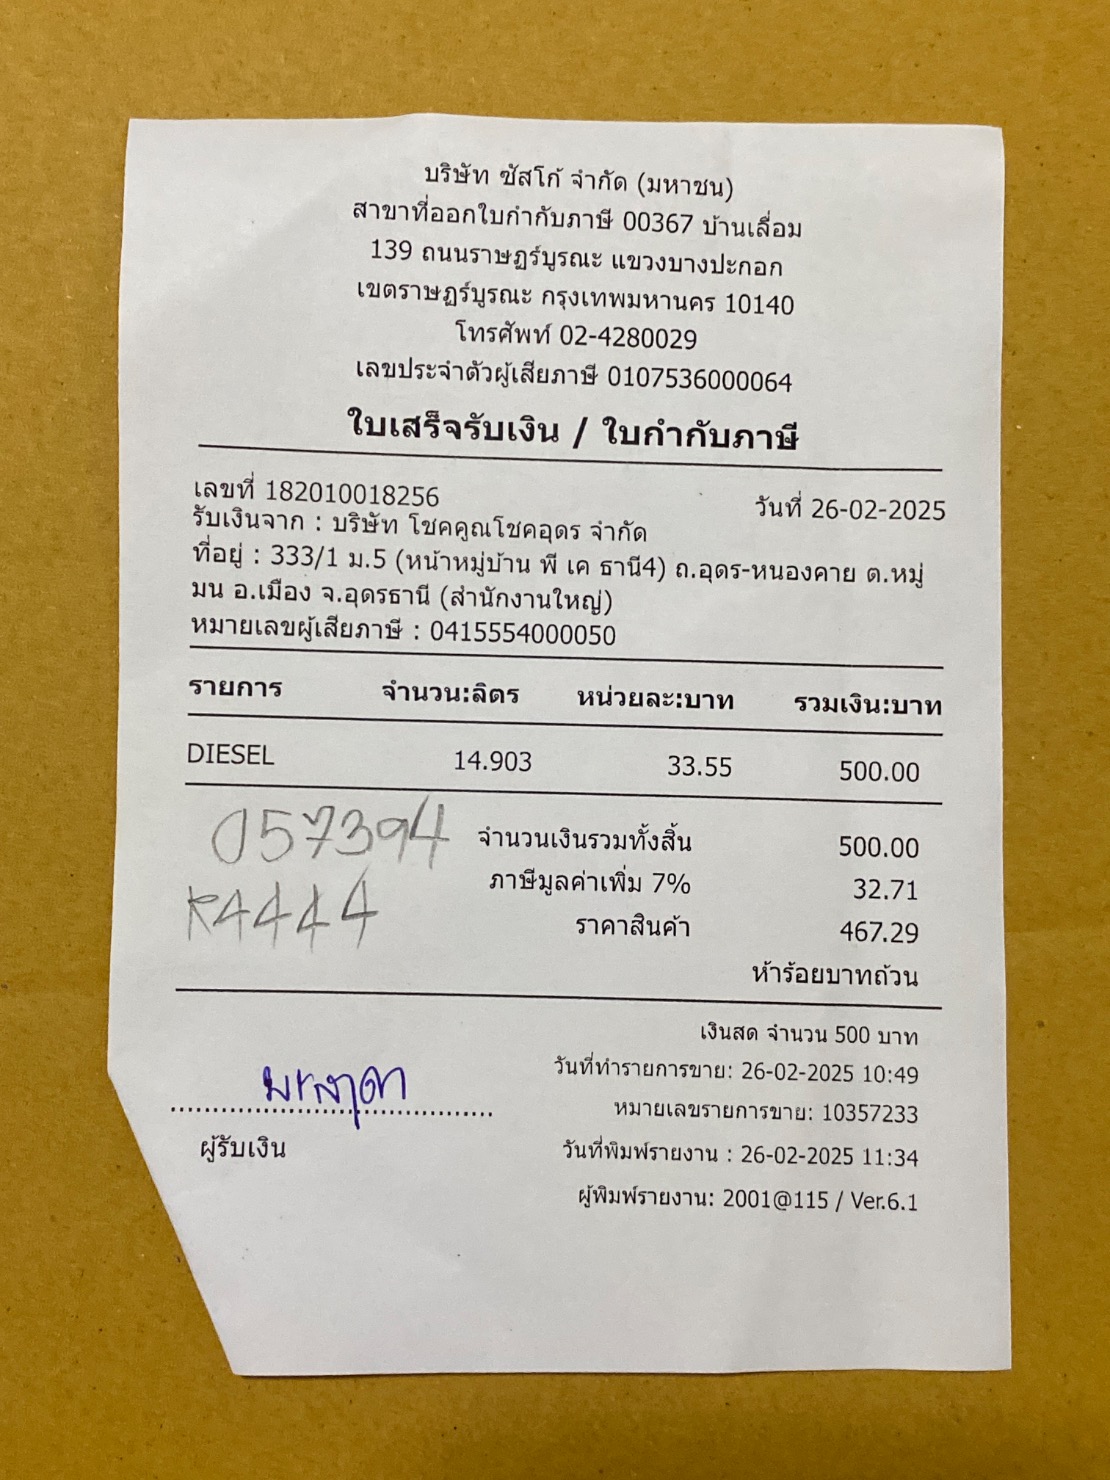 บริษัท ซัสโก้ จำกัด (มหาชน)
สาขาที่ออกใบกำกับภาษี 00367 บ้านเลื่อม
139 ถนนราษฏร์บูรณะ แขวงบางปะกอก
เขตราษฏร์บูรณะ กรุงเทพมหานคร 10140
โทรศัพท์ 02-4280029
เลขประจำตัวผู้เสียภาษี 0107536000064
ใบเสร็จรับเงิน / ใบกำกับภาษี
เลขที่ 182010018256 วันที่ 26-02-2025
รับเงินจาก : บริษัท โชคคูณโชคอุดร จำกัด
ที่อยู่ : 333/1 ม.5 (หน้าหมู่บ้าน พี เค ธานี4) ถ.อุดร-หนองคาย ต.หมู่
มน อ.เมือง จ.อุดรธานี (สำนักงานใหญ่)
หมายเลขผู้เสียภาษี : 0415554000050
รายการ จำนวน:ลิตร หน่วยละ:บาท รวมเงิน:บาท
DIESEL 14.903 33.55 500.00
057394 จำนวนเงินรวมทั้งสิ้น 500.00
ภาษีมูลค่าเพิ่ม 7% 32.71
4444 ราคาสินค้า 467.29
ห้าร้อยบาทถ้วน
เงินสด จำนวน 500 บาท
วันที่ทำรายการขาย: 26-02-2025 10:49
หมายเลขรายการขาย: 10357233
ผู้รับเงิน วันที่พิมพ์รายงาน : 26-02-2025 11:34
ผู้พิมพ์รายงาน: 2001@115 / Ver.6.1